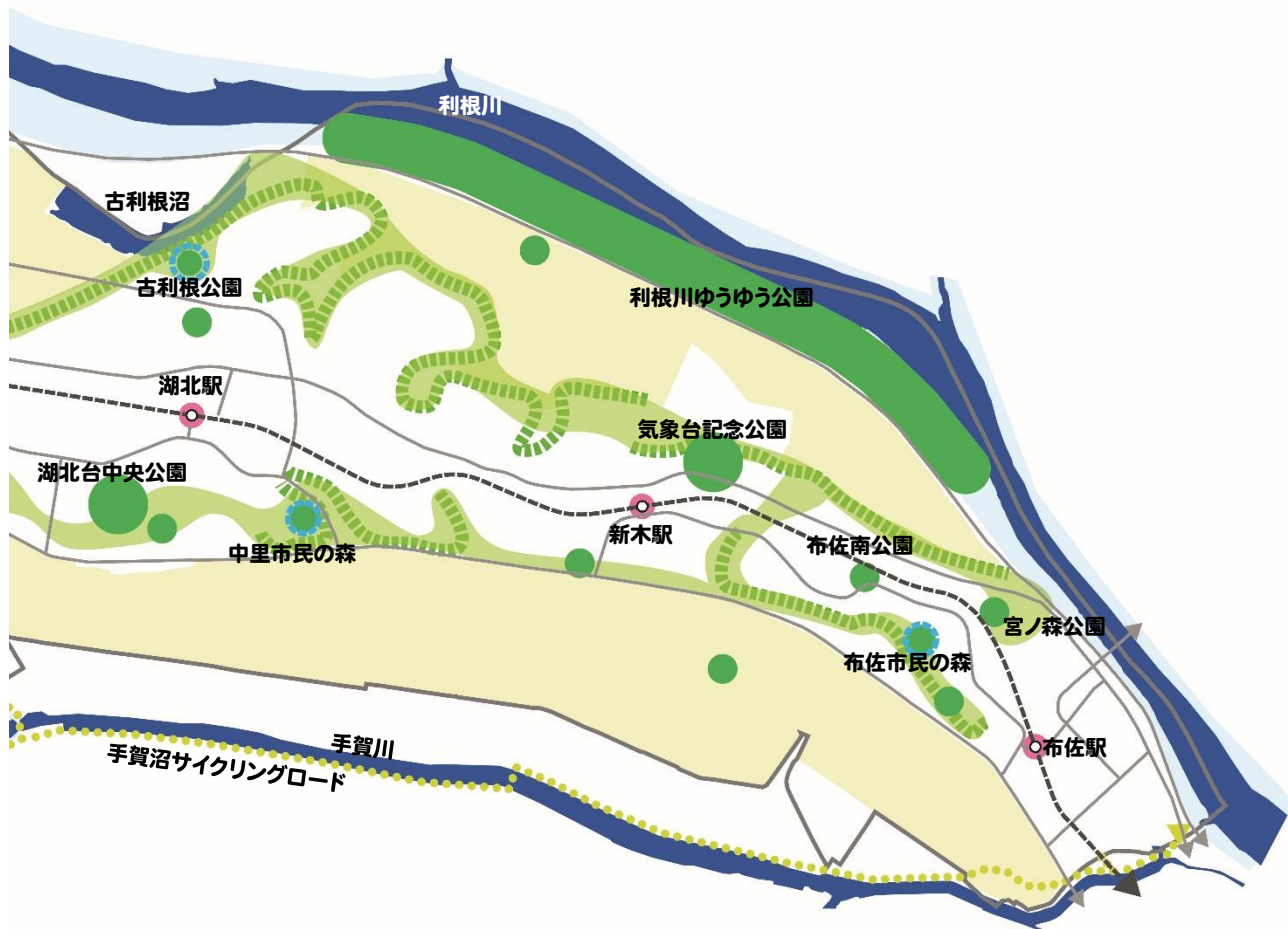 利根川
古利根沼
古利根公園
利根川ゆうゆう公園
湖北駅
気象台記念公園
湖北台中央公園
新木駅
中里市民の森
布佐南公園
宮ノ森公園
布佐市民の森
布佐駅
手賀川
手賀沼サイクリングロード